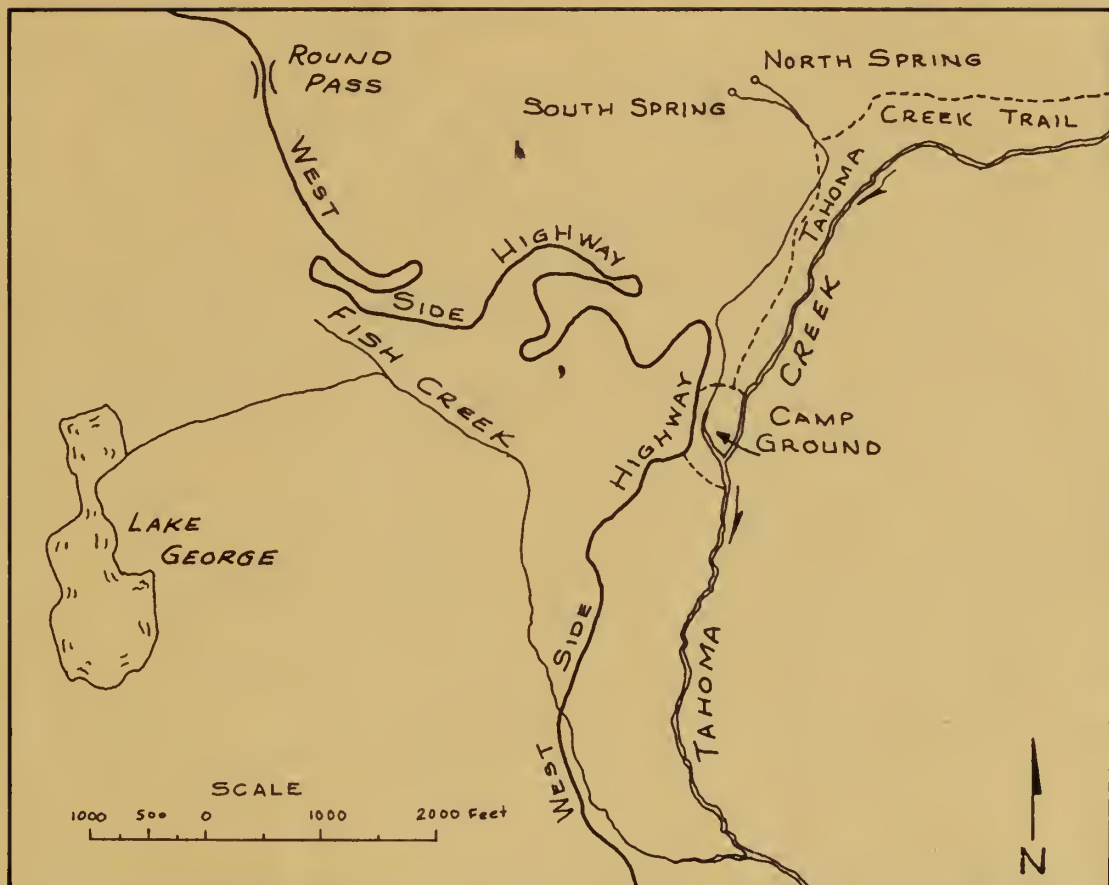 ROUND
PASS
NORTH SPRING
SOUTH SPRING
CREEK TRAIL
TAHOMA
WEST
HIGHWAY
SIDE
FISH CREEK
CREEK
HIGHWAY
CAMP
GROUND
LAKE
GEORGE
SIDE
TAHOMA
WEST
SCALE
1000 500 0 1000 2000 Feet
N